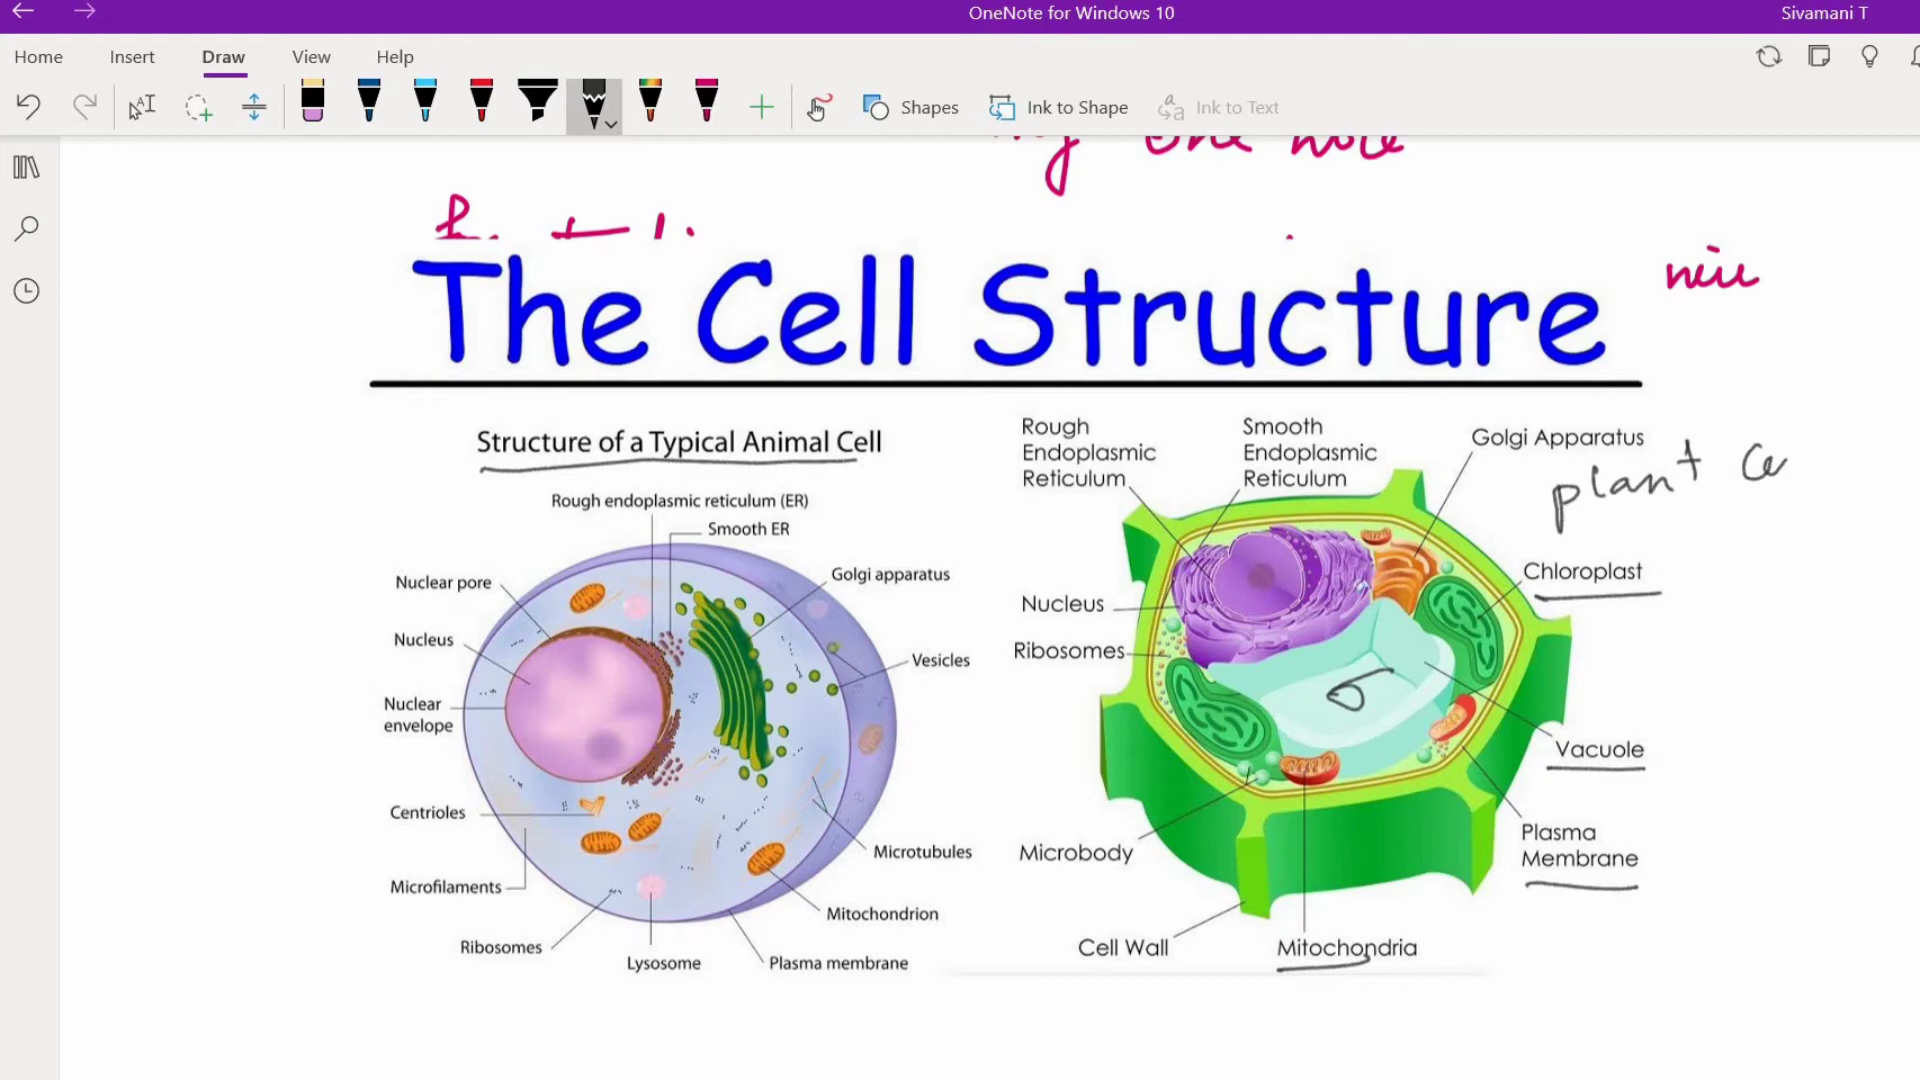 OneNote for Windows 10
Sivamani T
Home Insert Draw View Help
Shapes Ink to Shape Ink to Text
one note
The Cell Structure
Structure of a Typical Animal Cell
Rough endoplasmic reticulum (ER)
Smooth ER
Nuclear pore
Golgi apparatus
Nucleus
Vesicles
Nuclear
envelope
Centrioles
Microtubules
Microfilaments
Mitochondrion
Ribosomes
Lysosome
Plasma membrane
Rough
Endoplasmic
Reticulum
Smooth
Endoplasmic
Reticulum
Golgi Apparatus
plant Ce
Chloroplast
Nucleus
Ribosomes
Vacuole
Plasma
Membrane
Microbody
Cell Wall
Mitochondria